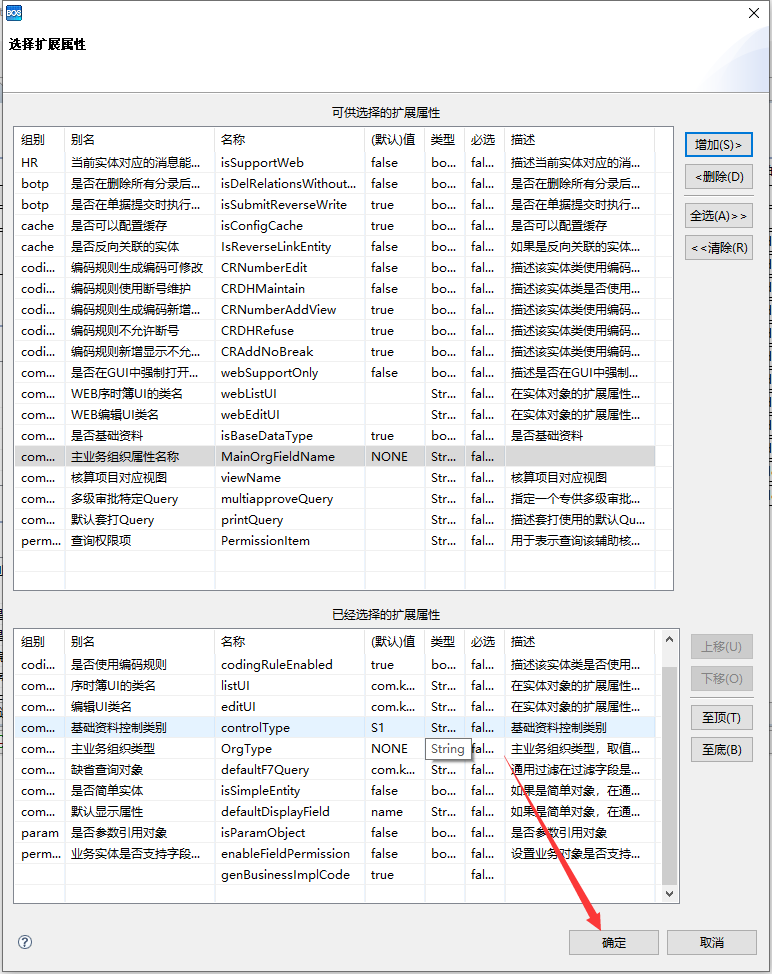 BOS
选择扩展属性
可供选择的扩展属性
组别 别名 名称 (默认)值 类型 必选 描述
HR 当前实体对应的消息能... isSupportWeb false bo... fal... 描述当前实体对应的消...
botp 是否在删除所有分录后... isDelRelationsWithout... false bo... fal... 是否在删除所有分录后...
botp 是否在单据提交时执行... isSubmitReverseWrite true bo... fal... 是否在单据提交时执行...
cache 是否可以配置缓存 isConfigCache true bo... fal... 是否可以配置缓存
cache 是否反向关联的实体 IsReverseLinkEntity false bo... fal... 如果是反向关联的实体...
codi... 编码规则生成编码可修改 CRNumberEdit false bo... fal... 描述该实体类使用编码...
codi... 编码规则使用断号维护 CRDHMaintain false bo... fal... 描述该实体类是否使用...
codi... 编码规则生成编码新增... CRNumberAddView true bo... fal... 描述该实体类使用编码...
codi... 编码规则不允许断号 CRDHRefuse true bo... fal... 描述该实体类使用编码...
codi... 编码规则新增显示不允... CRAddNoBreak true bo... fal... 描述该实体类使用编码...
com... 是否在GUI中强制打开... webSupportOnly false bo... fal... 描述是否在GUI中强制...
com... WEB序时簿UI的类名 webListUI Str... fal... 在实体对象的扩展属性...
com... WEB编辑UI类名 webEditUI Str... fal... 在实体对象的扩展属性...
com... 是否基础资料 isBaseDataType true bo... fal... 是否基础资料
com... 主业务组织属性名称 MainOrgFieldName NONE Str... fal...
com... 核算项目对应视图 viewName Str... fal... 核算项目对应视图
com... 多级审批特定Query multiapproveQuery Str... fal... 指定一个专供多级审批...
com... 默认套打Query printQuery Str... fal... 描述套打使用的默认Qu...
perm... 查询权限项 PermissionItem Str... fal... 用于表示查询该辅助核...
增加(S)>
<删除(D)
全选(A)>>
<<清除(R)
已经选择的扩展属性
组别 别名 名称 (默认)值 类型 必选 描述
codi... 是否使用编码规则 codingRuleEnabled true bo... fal... 描述该实体类是否使用...
com... 序时簿UI的类名 listUI com.k... Str... fal... 在实体对象的扩展属性...
com... 编辑UI类名 editUI com.k... Str... fal... 在实体对象的扩展属性...
com... 基础资料控制类别 controlType S1 Str... fal... 基础资料控制类别
com... 主业务组织类型 OrgType NONE String fal... 主业务组织类型，取值...
com... 缺省查询对象 defaultF7Query com.k... Str... fal... 通用过滤在过滤字段是...
com... 是否简单实体 isSimpleEntity false bo... fal... 如果是简单对象，在通...
com... 默认显示属性 defaultDisplayField name Str... fal... 如果是简单对象，在通...
param 是否参数引用对象 isParamObject false bo... fal... 是否参数引用对象
perm... 业务实体是否支持字段... enableFieldPermission false bo... fal... 设置业务对象是否支持...
genBusinessImplCode true fal...
上移(U)
下移(O)
至顶(T)
至底(B)
确定 取消